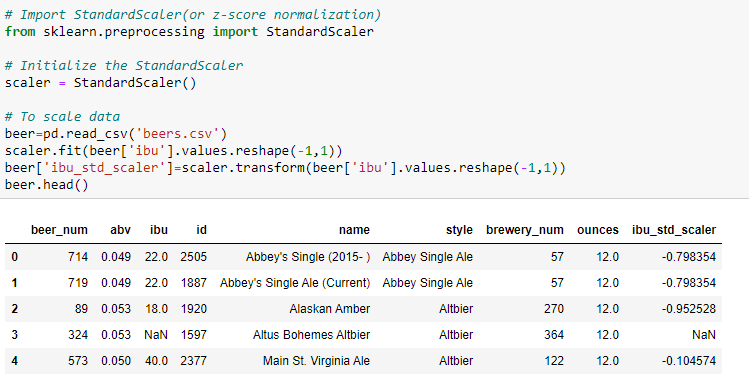 # Import StandardScaler(or z-score normalization)
from sklearn.preprocessing import StandardScaler
# Initialize the StandardScaler
scaler = StandardScaler()
# To scale data
beer=pd.read_csv('beers.csv')
scaler.fit(beer['ibu'].values.reshape(-1,1))
beer['ibu_std_scaler']=scaler.transform(beer['ibu'].values.reshape(-1,1))
beer.head()
beer_num abv ibu id name style brewery_num ounces ibu_std_scaler
0 714 0.049 22.0 2505 Abbey's Single (2015- ) Abbey Single Ale 57 12.0 -0.798354
1 719 0.049 22.0 1887 Abbey's Single Ale (Current) Abbey Single Ale 57 12.0 -0.798354
2 89 0.053 18.0 1920 Alaskan Amber Altbier 270 12.0 -0.952528
3 324 0.053 NaN 1597 Altus Bohemes Altbier Altbier 364 12.0 NaN
4 573 0.050 40.0 2377 Main St. Virginia Ale Altbier 122 12.0 -0.104574